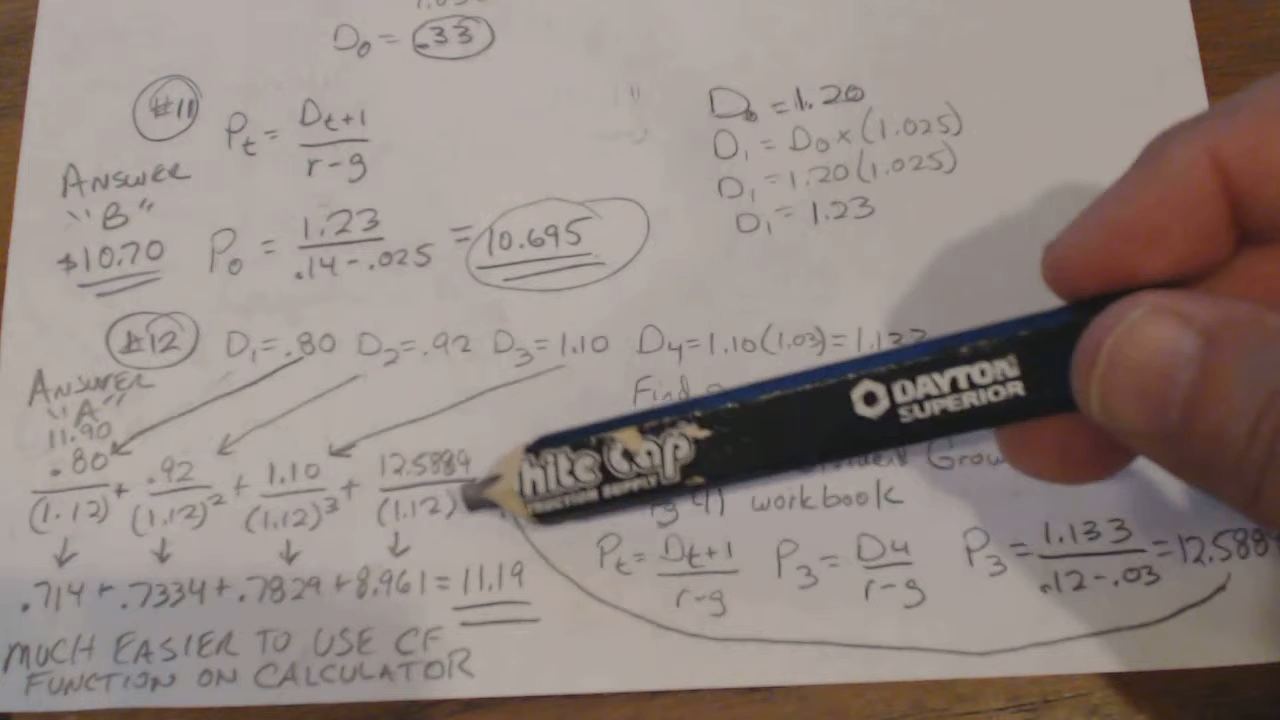 D₀ = .33
#11
Pt = Dt+1 / r-g
ANSWER
"B"
$10.70
P₀ = 1.23 / .14-.025 = 10.695
D₀ = 1.20
D₁ = D₀ x (1.025)
D₁ = 1.20(1.025)
D₁ = 1.23
#12
D₁=.80 D₂=.92 D₃=1.10 D₄=1.10(1.03)=
ANSWER
"A"
11.90
.80/(1.12) + .92/(1.12)² + 1.10/(1.12)³ + 12.5889/(1.12)
.714 + .7334 + .7829 + 8.961 = 11.19
MUCH EASIER TO USE CF
FUNCTION ON CALCULATOR
Find
workbook
Pt = Dt+1 / r-g P₃ = D4 / r-g P₃ = 1.133 / .12-.03 = 12.588
DAYTON
SUPERIOR
hite Cap